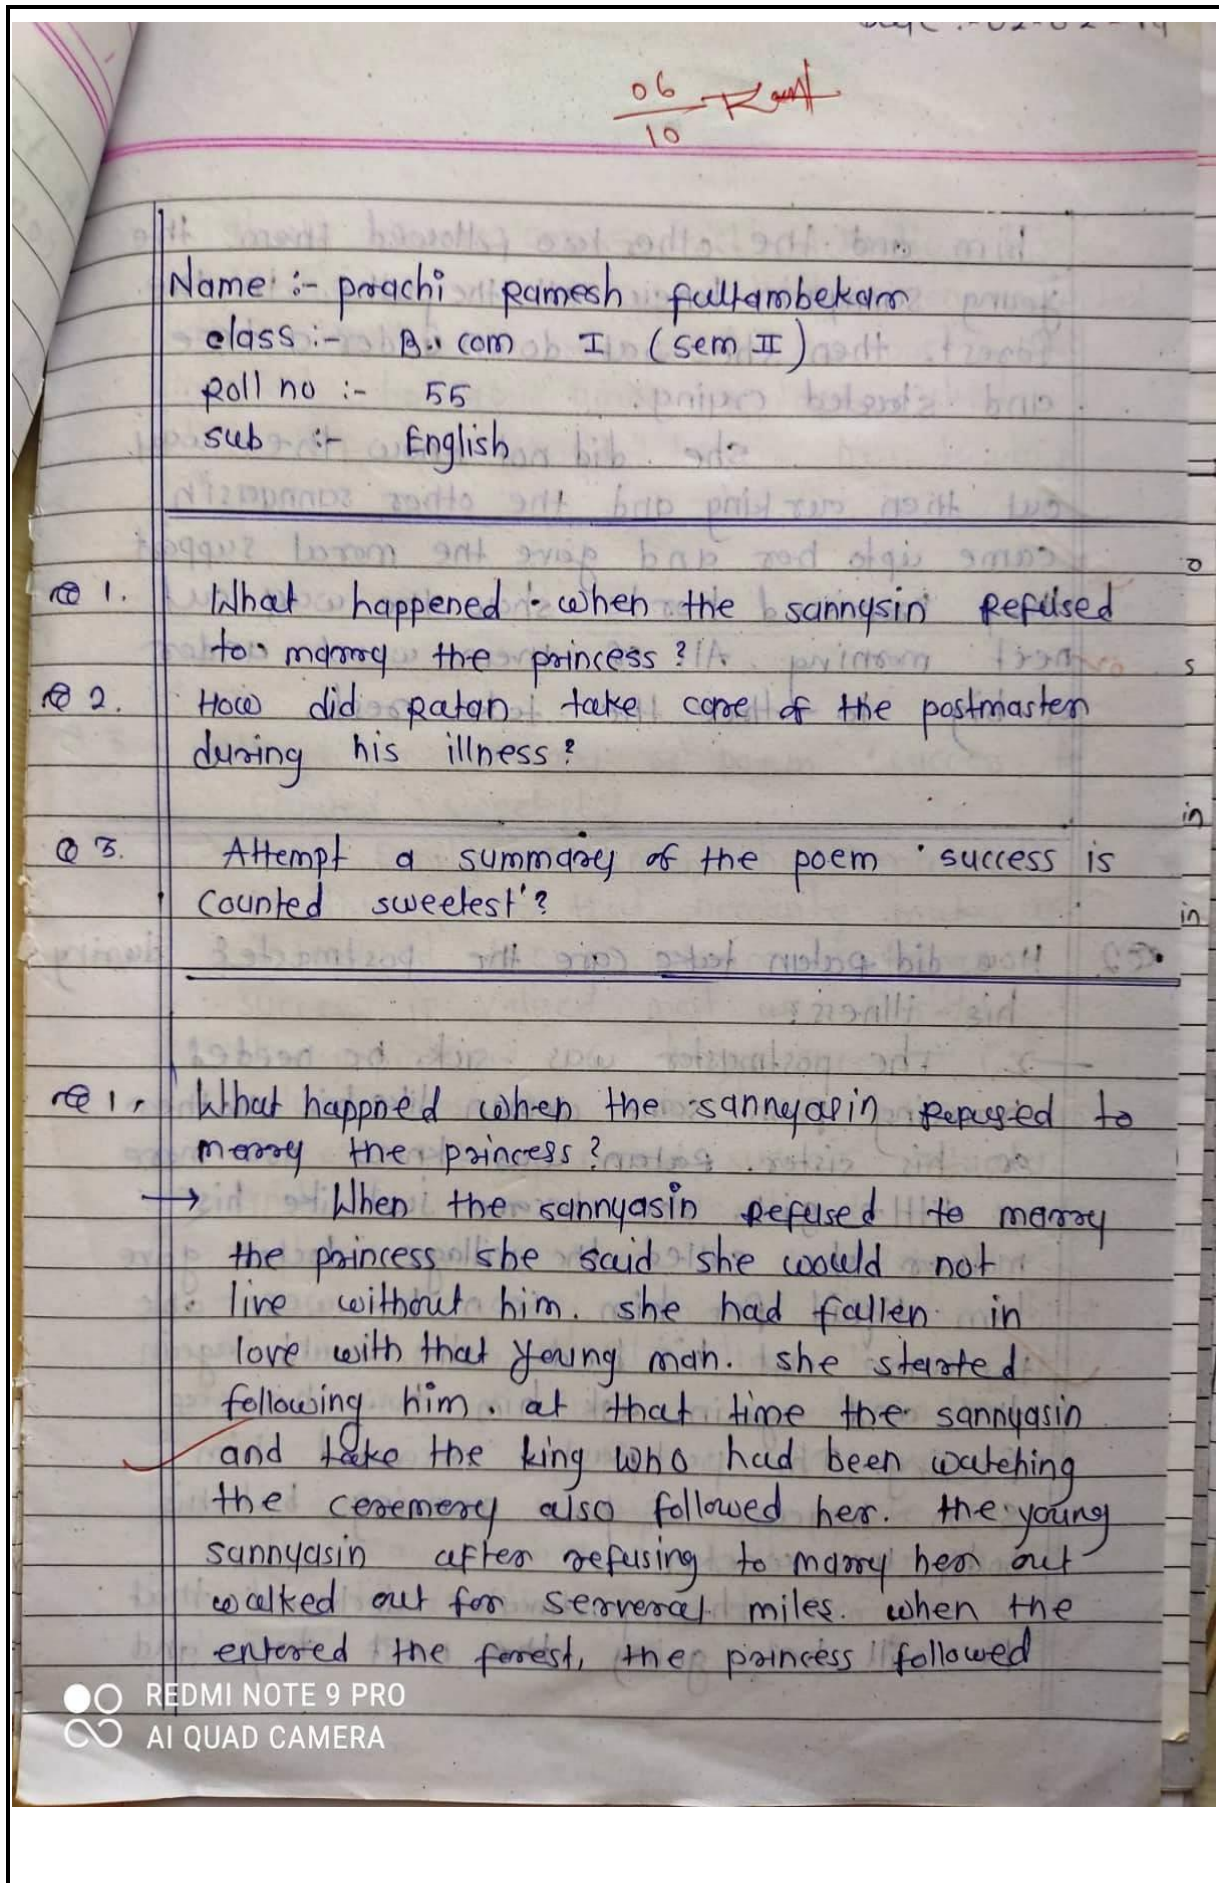 06
10
Name :- prachi Ramesh fultambekar
class :- B. com I (sem II)
Roll no :- 55
sub :- English
Q 1. What happened when the sannysin Refused
to marry the princess ?
Q 2. How did Ratan take care of the postmaster
during his illness ?
Q 3. Attempt a summary of the poem 'success is
counted sweetest' ?
Q 1, What happned when the sannyasin Refused to
marry the princess ?
→ When the sannyasin Refused to marry
the princess she said she would not
live without him. she had fallen in
love with that young man. she started
following him. at that time the sannyasin
and take the king who had been watching
the ceremery also followed her. the young
sannyasin after refusing to marry her out
walked out for serveral miles. when the
entered the forest, the princess followed
REDMI NOTE 9 PRO
AI QUAD CAMERA